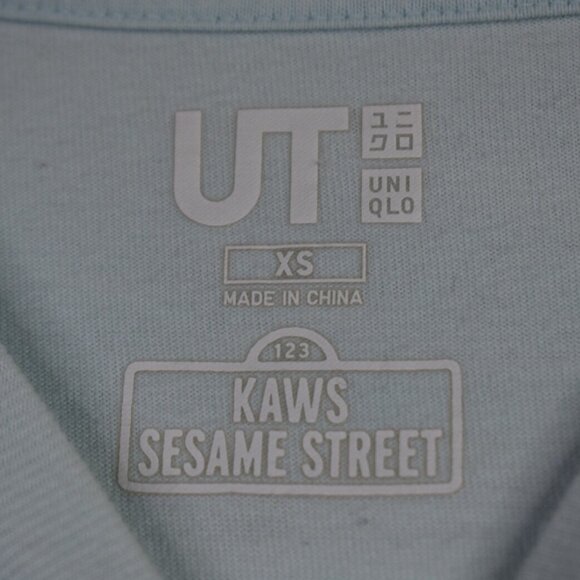 UT
ユニ
クロ
UNI
QLO
XS
MADE IN CHINA
123
KAWS
SESAME STREET